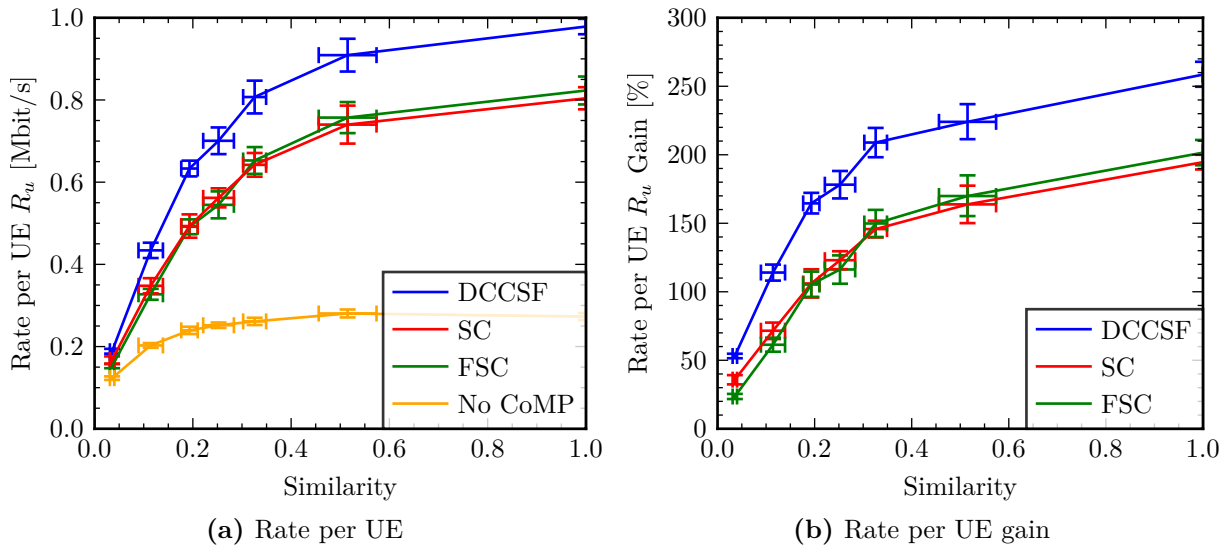 1.0
0.8
0.6
0.4
0.2
0.0
0.0
0.2
0.4
0.6
0.8
1.0
Rate per UE R_u [Mbit/s]
Similarity
DCCSF
SC
FSC
No CoMP
(a) Rate per UE
300
250
200
150
100
50
0
0.0
0.2
0.4
0.6
0.8
1.0
Rate per UE R_u Gain [%]
Similarity
DCCSF
SC
FSC
(b) Rate per UE gain